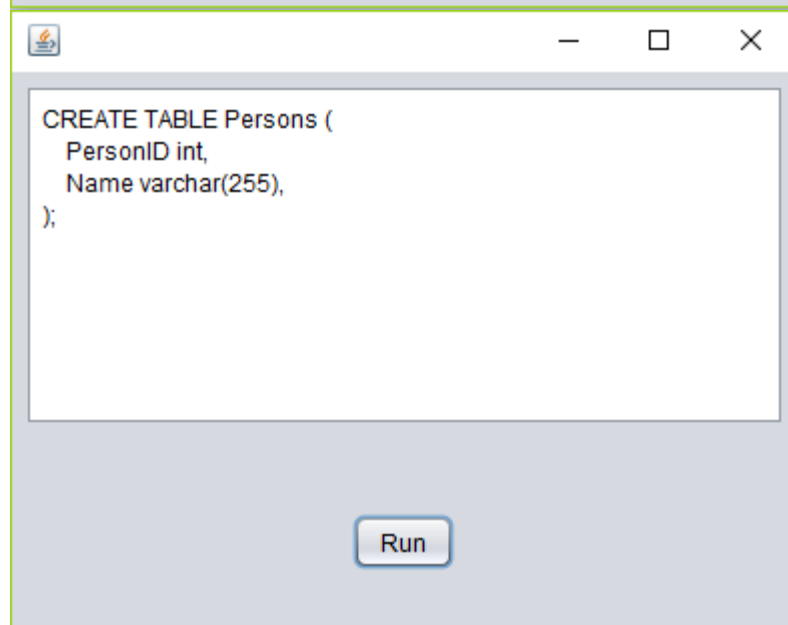 CREATE TABLE Persons (
PersonID int,
Name varchar(255),
);
Run